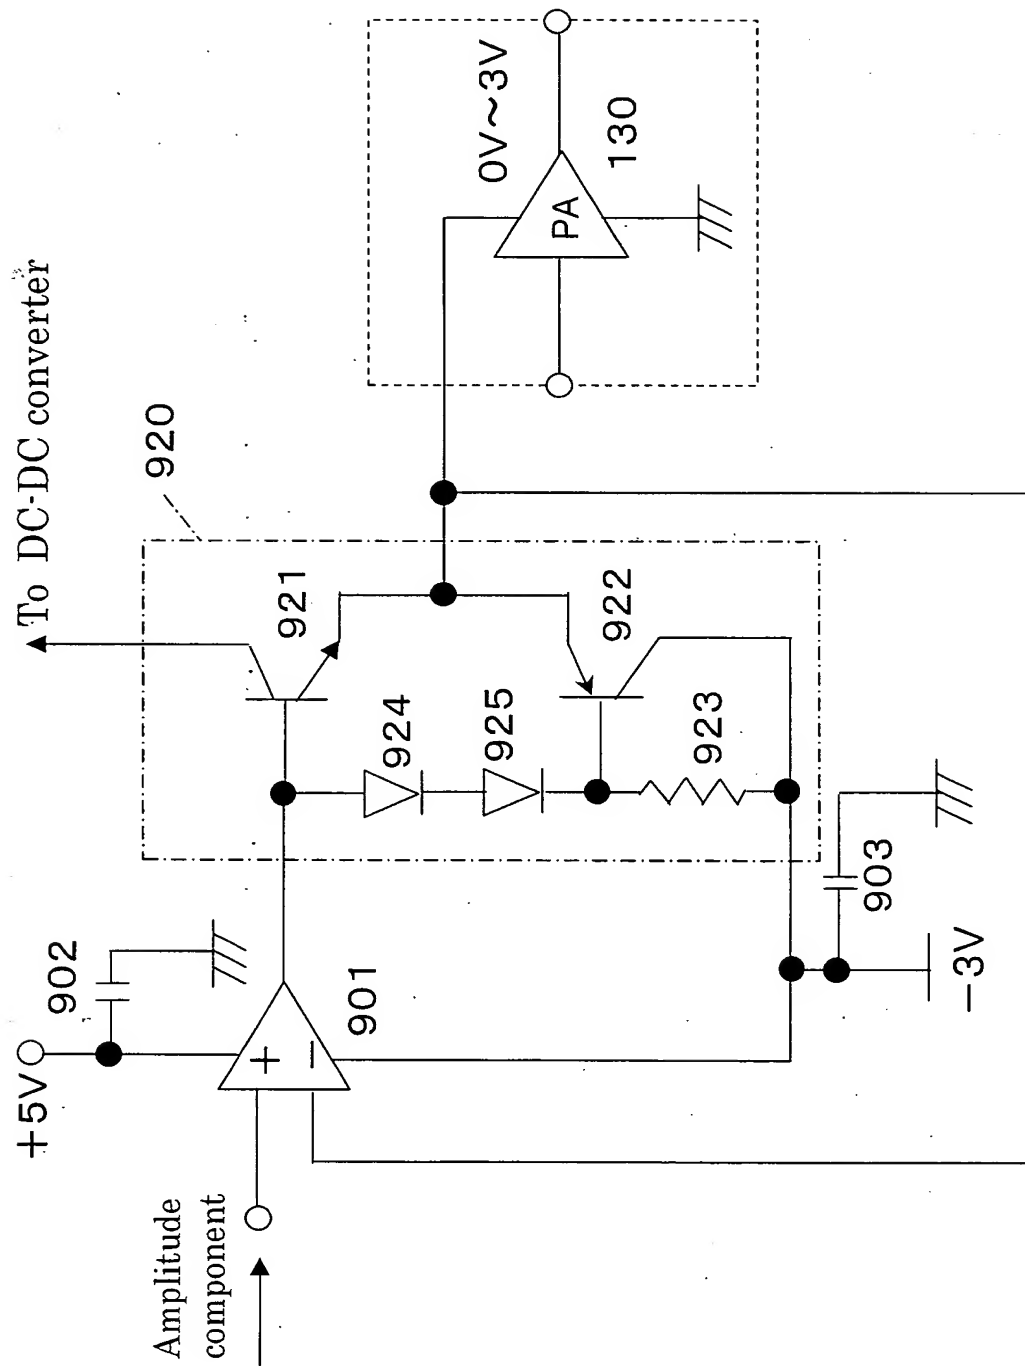 To DC-DC converter
920
+5V
902
921
0V~3V
924
PA
130
Amplitude
component
+
−
901
925
922
923
903
−3V